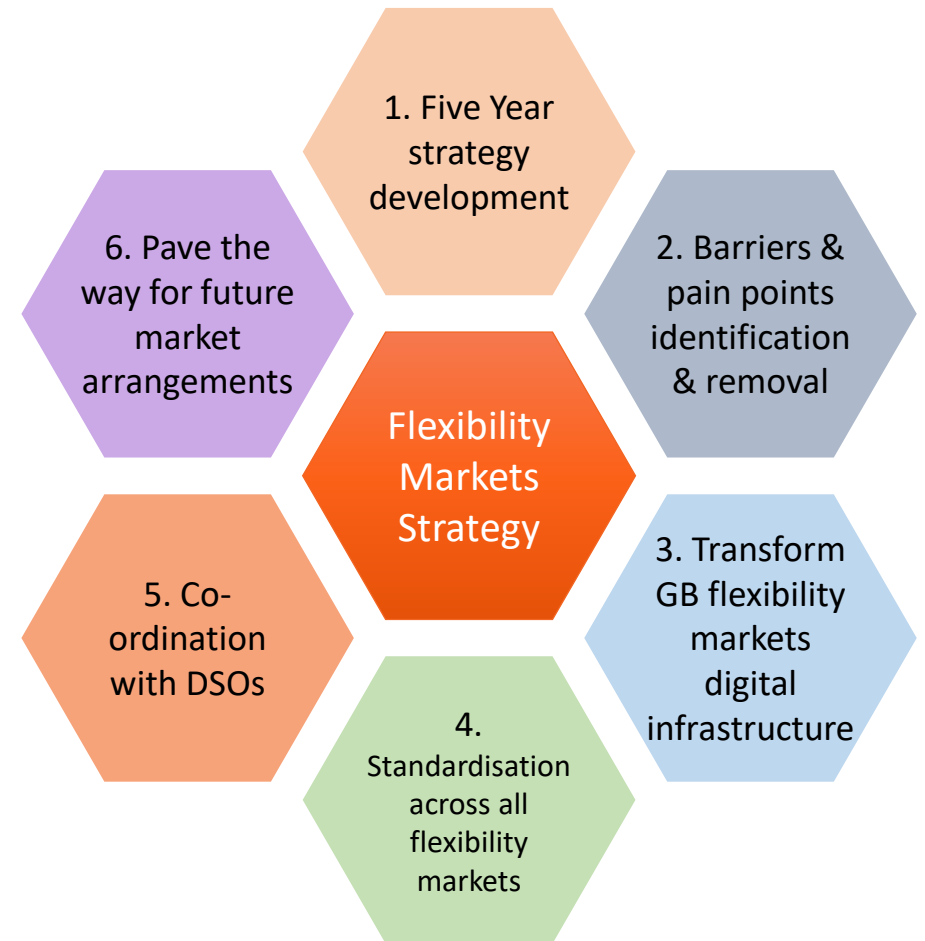 1. Five Year
strategy
development
2. Barriers &
pain points
identification
& removal
3. Transform
GB flexibility
markets
digital
infrastructure
4.
Standardisation
across all
flexibility
markets
5. Co-
ordination
with DSOs
6. Pave the
way for future
market
arrangements
Flexibility
Markets
Strategy